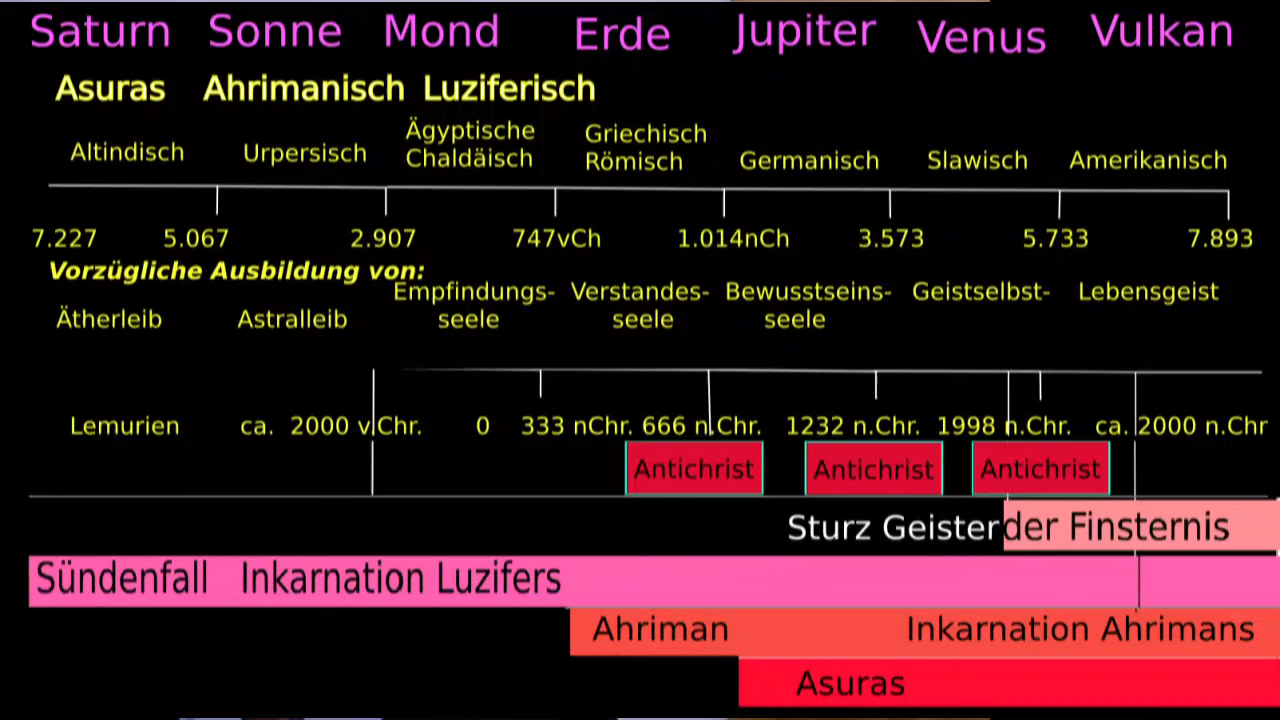 Saturn Sonne Mond Erde Jupiter Venus Vulkan
Asuras Ahrimanisch Luziferisch
Altindisch Urpersisch Ägyptische Chaldäisch Griechisch Römisch Germanisch Slawisch Amerikanisch
7.227 5.067 2.907 747vCh 1.014nCh 3.573 5.733 7.893
Vorzügliche Ausbildung von:
Ätherleib Astralleib Empfindungs-seele Verstandes-seele Bewusstseins-seele Geistselbst- Lebensgeist
Lemurien ca. 2000 v.Chr. 0 333 nChr. 666 n.Chr. 1232 n.Chr. 1998 n.Chr. ca. 2000 n.Chr
Antichrist Antichrist Antichrist
Sturz Geister der Finsternis
Sündenfall Inkarnation Luzifers
Ahriman Inkarnation Ahrimans
Asuras